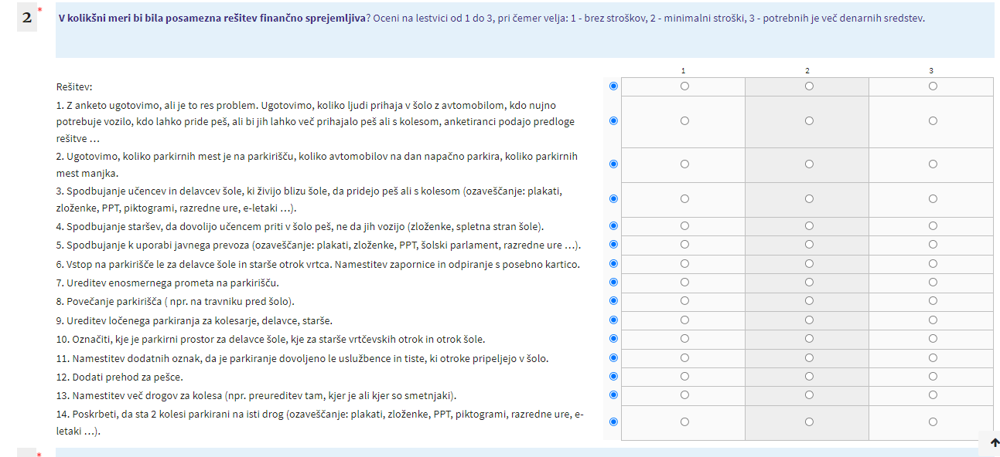 2 * V kolikšni meri bi bila posamezna rešitev finančno sprejemljiva? Oceni na lestvici od 1 do 3, pri čemer velja: 1 - brez stroškov, 2 - minimalni stroški, 3 - potrebnih je več denarnih sredstev.
1 2 3
Rešitev:
1. Z anketo ugotovimo, ali je to res problem. Ugotovimo, koliko ljudi prihaja v šolo z avtomobilom, kdo nujno
potrebuje vozilo, kdo lahko pride peš, ali bi jih lahko več prihajalo peš ali s kolesom, anketiranci podajo predloge
rešitve ...
2. Ugotovimo, koliko parkirnih mest je na parkirišču, koliko avtomobilov na dan napačno parkira, koliko parkirnih
mest manjka.
3. Spodbujanje učencev in delavcev šole, ki živijo blizu šole, da pridejo peš ali s kolesom (ozaveščanje: plakati,
zloženke, PPT, piktogrami, razredne ure, e-letaki ...).
4. Spodbujanje staršev, da dovolijo učencem priti v šolo peš, ne da jih vozijo (zloženke, spletna stran šole).
5. Spodbujanje k uporabi javnega prevoza (ozaveščanje: plakati, zloženke, PPT, šolski parlament, razredne ure ...).
6. Vstop na parkirišče le za delavce šole in starše otrok vrtca. Namestitev zapornice in odpiranje s posebno kartico.
7. Ureditev enosmernega prometa na parkirišču.
8. Povečanje parkirišča ( npr. na travniku pred šolo).
9. Ureditev ločenega parkiranja za kolesarje, delavce, starše.
10. Označiti, kje je parkirni prostor za delavce šole, kje za starše vrtčevskih otrok in otrok šole.
11. Namestitev dodatnih oznak, da je parkiranje dovoljeno le uslužbence in tiste, ki otroke pripeljejo v šolo.
12. Dodati prehod za pešce.
13. Namestitev več drogov za kolesa (npr. preureditev tam, kjer je ali kjer so smetnjaki).
14. Poskrbeti, da sta 2 kolesi parkirani na isti drog (ozaveščanje: plakati, zloženke, PPT, piktogrami, razredne ure, e-
letaki ...).
*